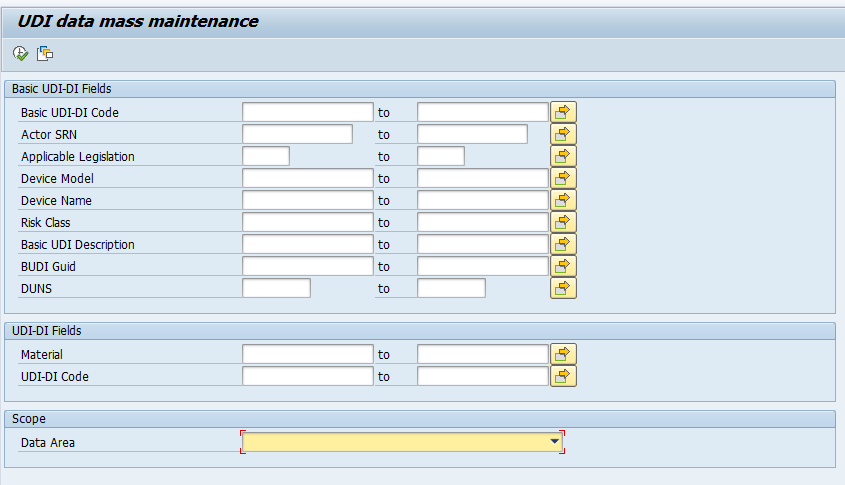 UDI data mass maintenance
Basic UDI-DI Fields
Basic UDI-DI Code to
Actor SRN to
Applicable Legislation to
Device Model to
Device Name to
Risk Class to
Basic UDI Description to
BUDI Guid to
DUNS to
UDI-DI Fields
Material to
UDI-DI Code to
Scope
Data Area